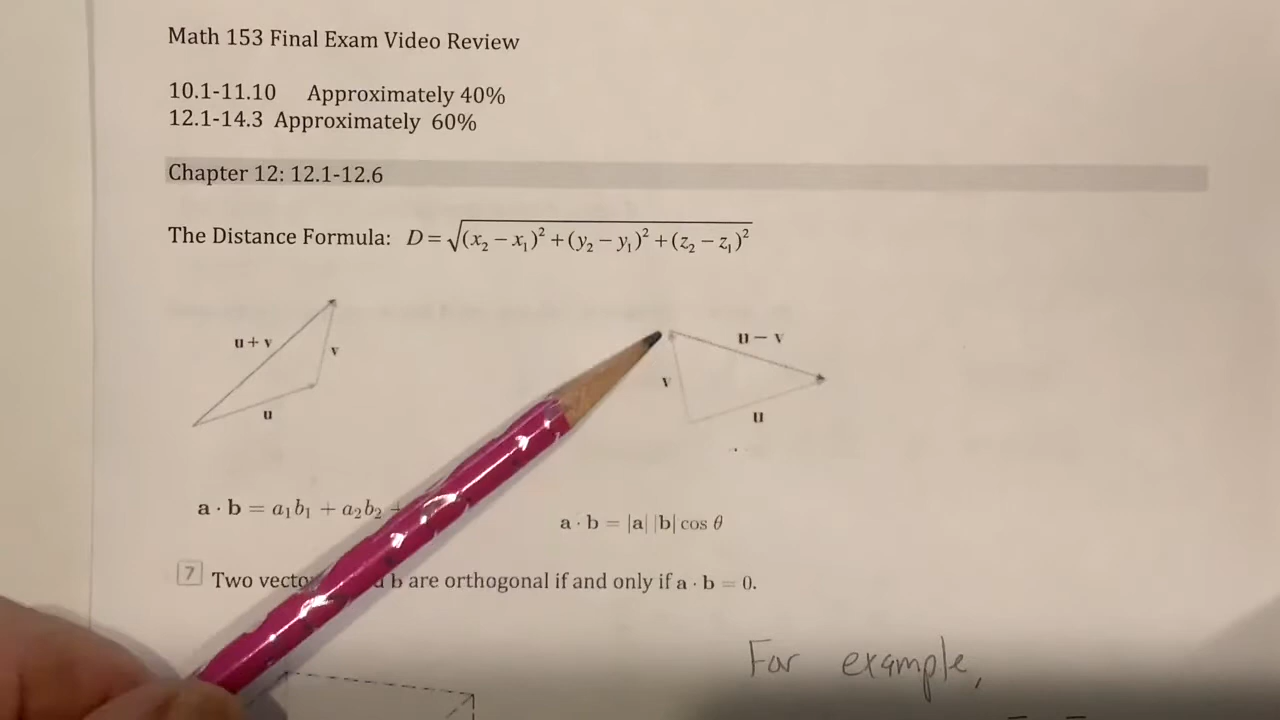 Math 153 Final Exam Video Review
10.1-11.10 Approximately 40%
12.1-14.3 Approximately 60%
Chapter 12: 12.1-12.6
The Distance Formula: D = √(x₂ − x₁)² + (y₂ − y₁)² + (z₂ − z₁)²
u + v
v
u
u − v
v
u
a · b = a₁b₁ + a₂b₂
a · b = |a| |b| cos θ
7 Two b are orthogonal if and only if a · b = 0.
For example,